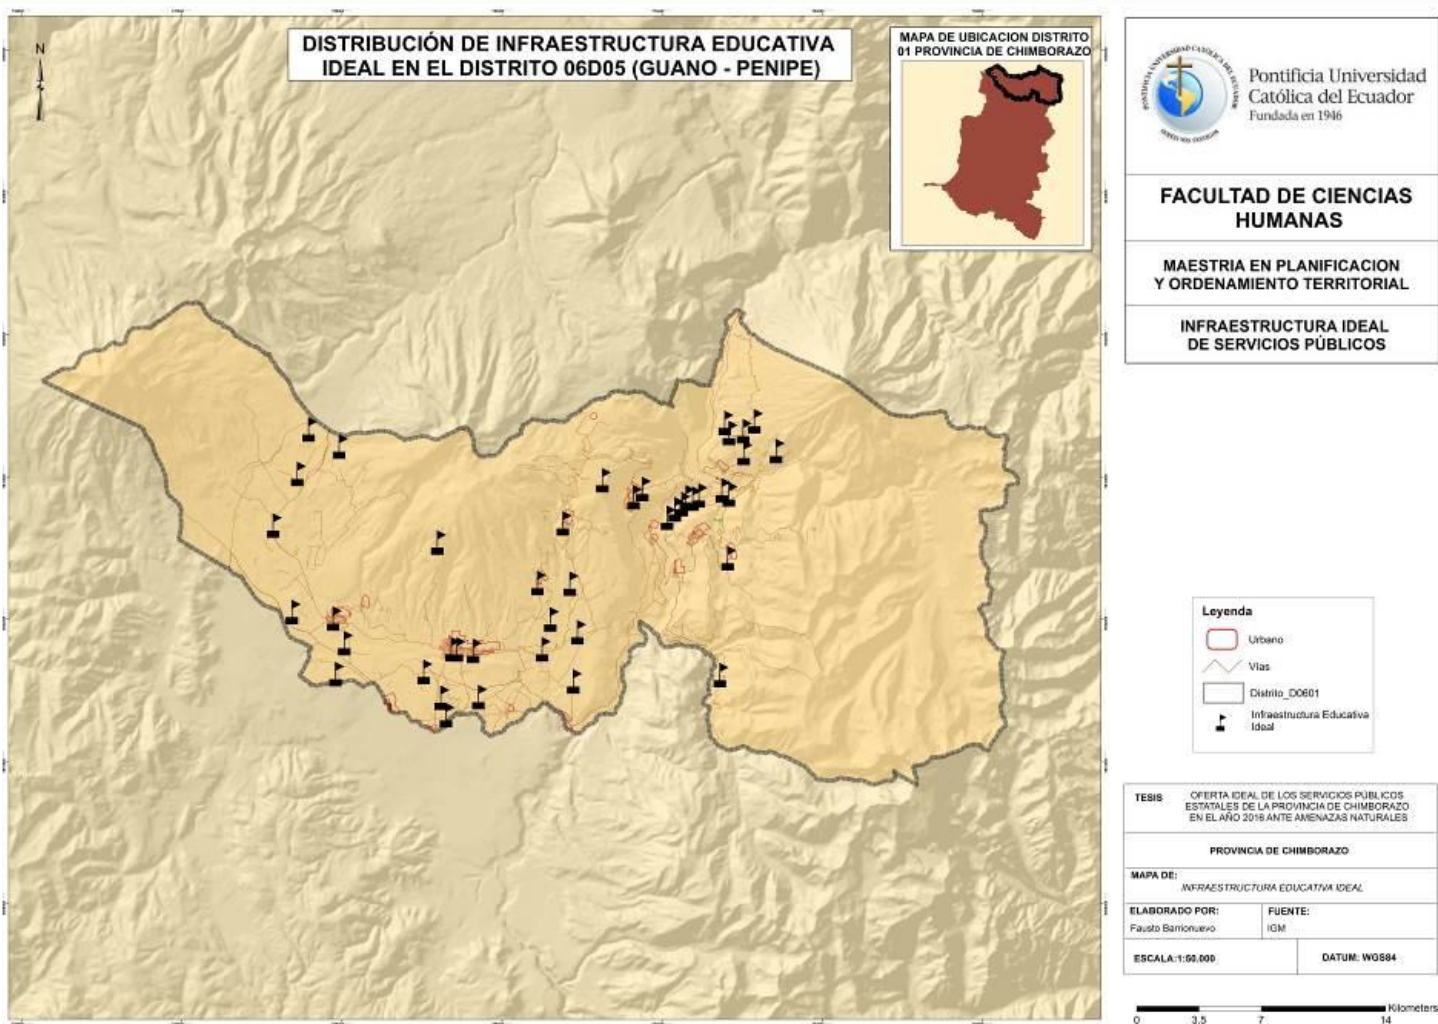 DISTRIBUCIÓN DE INFRAESTRUCTURA EDUCATIVA
IDEAL EN EL DISTRITO 06D05 (GUANO - PENIPE)
N
MAPA DE UBICACION DISTRITO
01 PROVINCIA DE CHIMBORAZO
Pontificia Universidad
Católica del Ecuador
Fundada en 1946
FACULTAD DE CIENCIAS
HUMANAS
MAESTRIA EN PLANIFICACION
Y ORDENAMIENTO TERRITORIAL
INFRAESTRUCTURA IDEAL
DE SERVICIOS PÚBLICOS
Leyenda
Urbano
Vías
Distrito_D0601
Infraestructura Educativa
Ideal
TESIS
OFERTA IDEAL DE LOS SERVICIOS PÚBLICOS
ESTATALES DE LA PROVINCIA DE CHIMBORAZO
EN EL AÑO 2016 ANTE AMENAZAS NATURALES
PROVINCIA DE CHIMBORAZO
MAPA DE:
INFRAESTRUCTURA EDUCATIVA IDEAL
ELABORADO POR:
Fausto Barrionuevo
FUENTE:
IGM
ESCALA:1:50.000
DATUM: WGS84
Kilometers
0 3.5 7 14